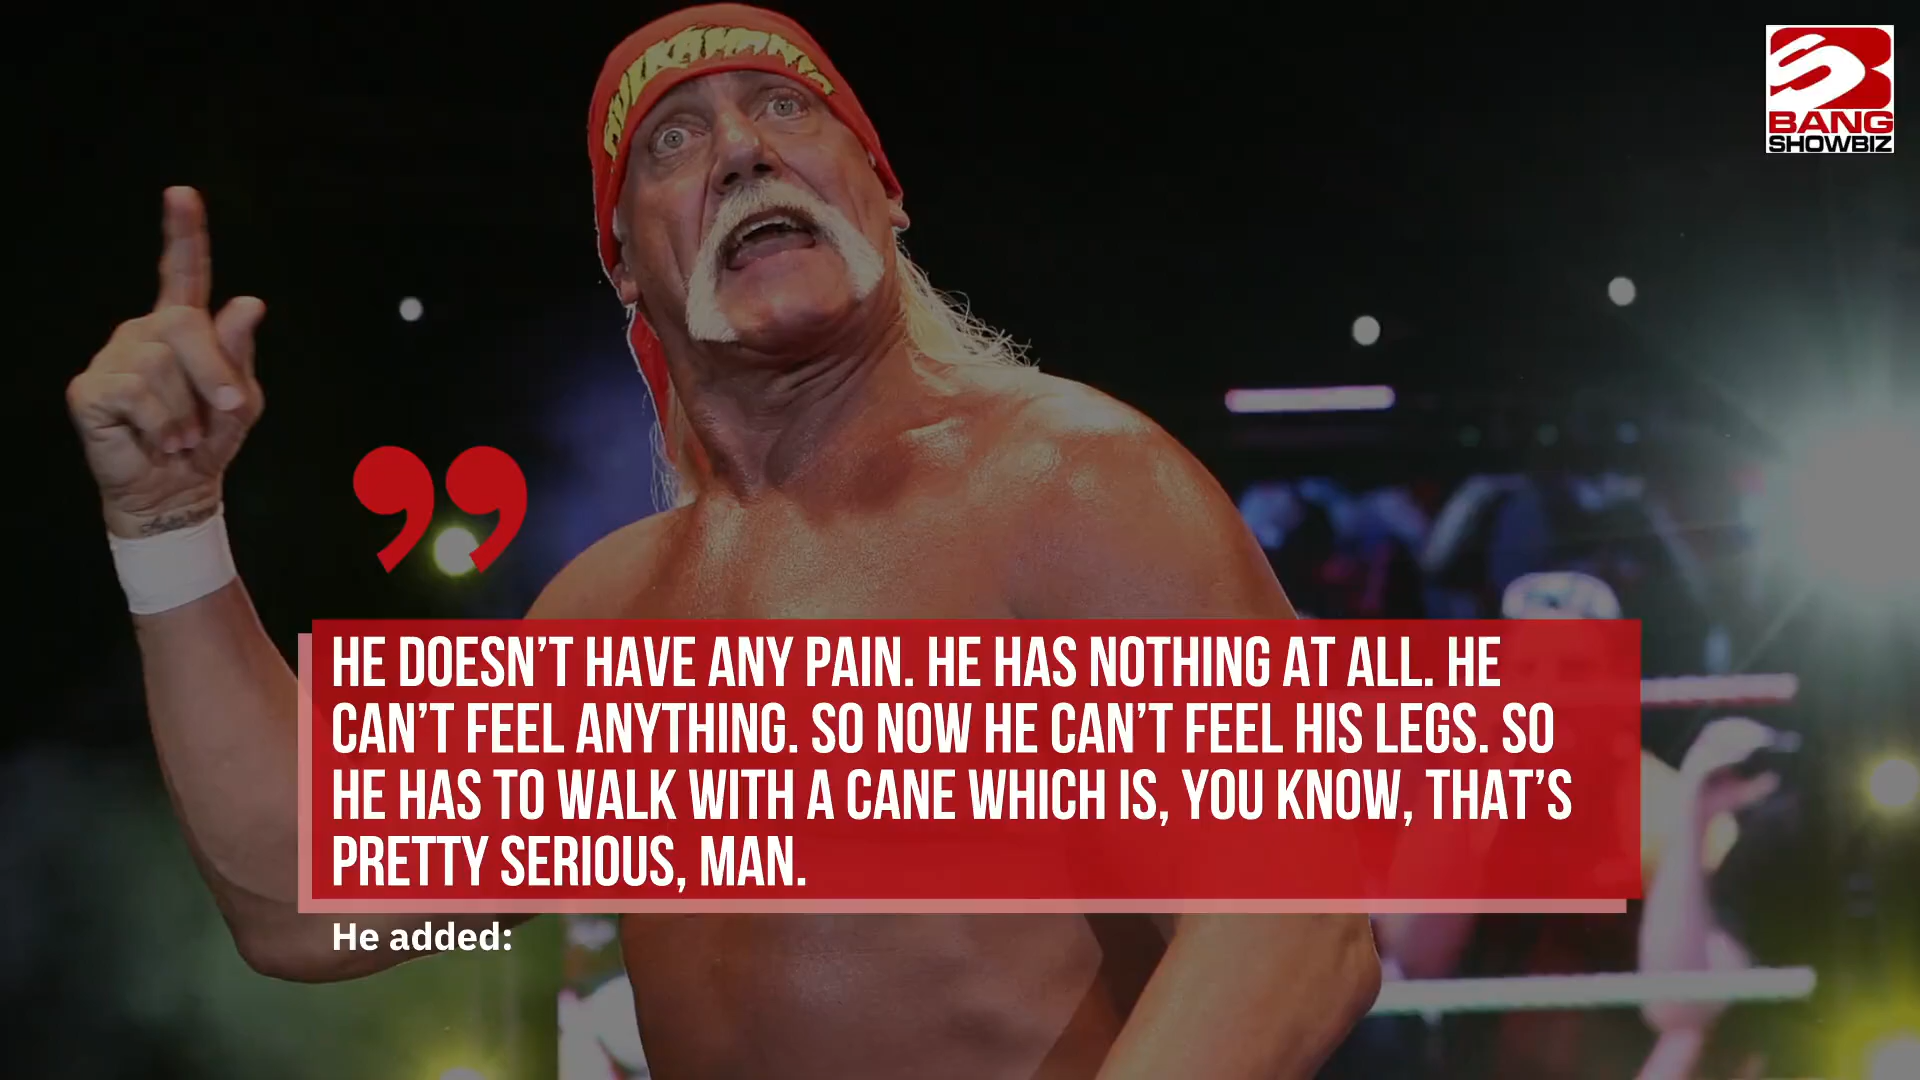 HULKAMANIA
BANG
SHOWBIZ
HE DOESN’T HAVE ANY PAIN. HE HAS NOTHING AT ALL. HE
CAN’T FEEL ANYTHING. SO NOW HE CAN’T FEEL HIS LEGS. SO
HE HAS TO WALK WITH A CANE WHICH IS, YOU KNOW, THAT’S
PRETTY SERIOUS, MAN.
He added: